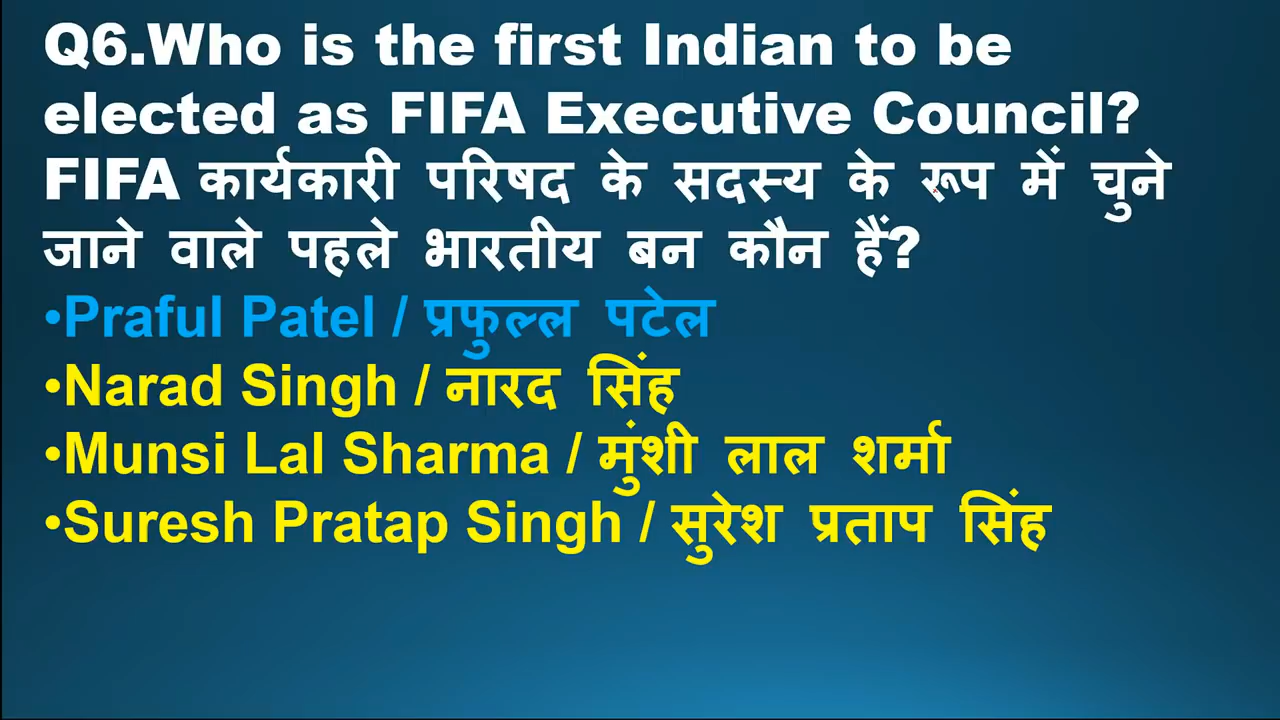 Q6.Who is the first Indian to be
elected as FIFA Executive Council?
FIFA कार्यकारी परिषद के सदस्य के रूप में चुने
जाने वाले पहले भारतीय बन कौन हैं?
•Praful Patel / प्रफुल्ल पटेल
•Narad Singh / नारद सिंह
•Munsi Lal Sharma / मुंशी लाल शर्मा
•Suresh Pratap Singh / सुरेश प्रताप सिंह